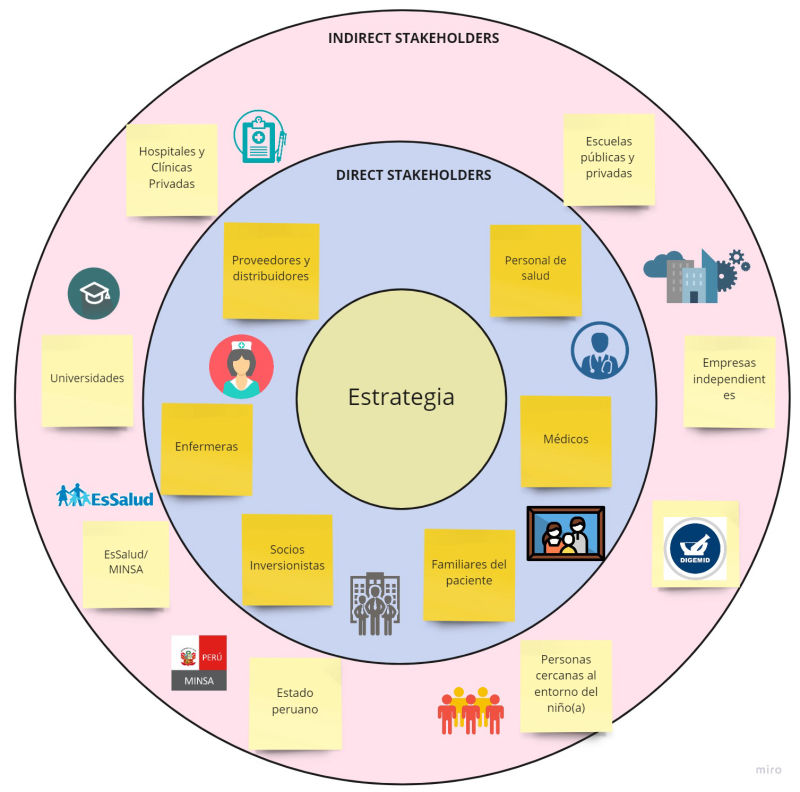 INDIRECT STAKEHOLDERS
Hospitales y
Clínicas
Privadas
Escuelas
públicas y
privadas
DIRECT STAKEHOLDERS
Proveedores y
distribuidores
Personal de
salud
Universidades
Empresas
independient
es
Estrategia
Enfermeras
Médicos
EsSalud
EsSalud/
MINSA
Socios
Inversionistas
Familiares del
paciente
DIGEMID
PERÚ
MINSA
Estado
peruano
Personas
cercanas al
entorno del
niño(a)
miro